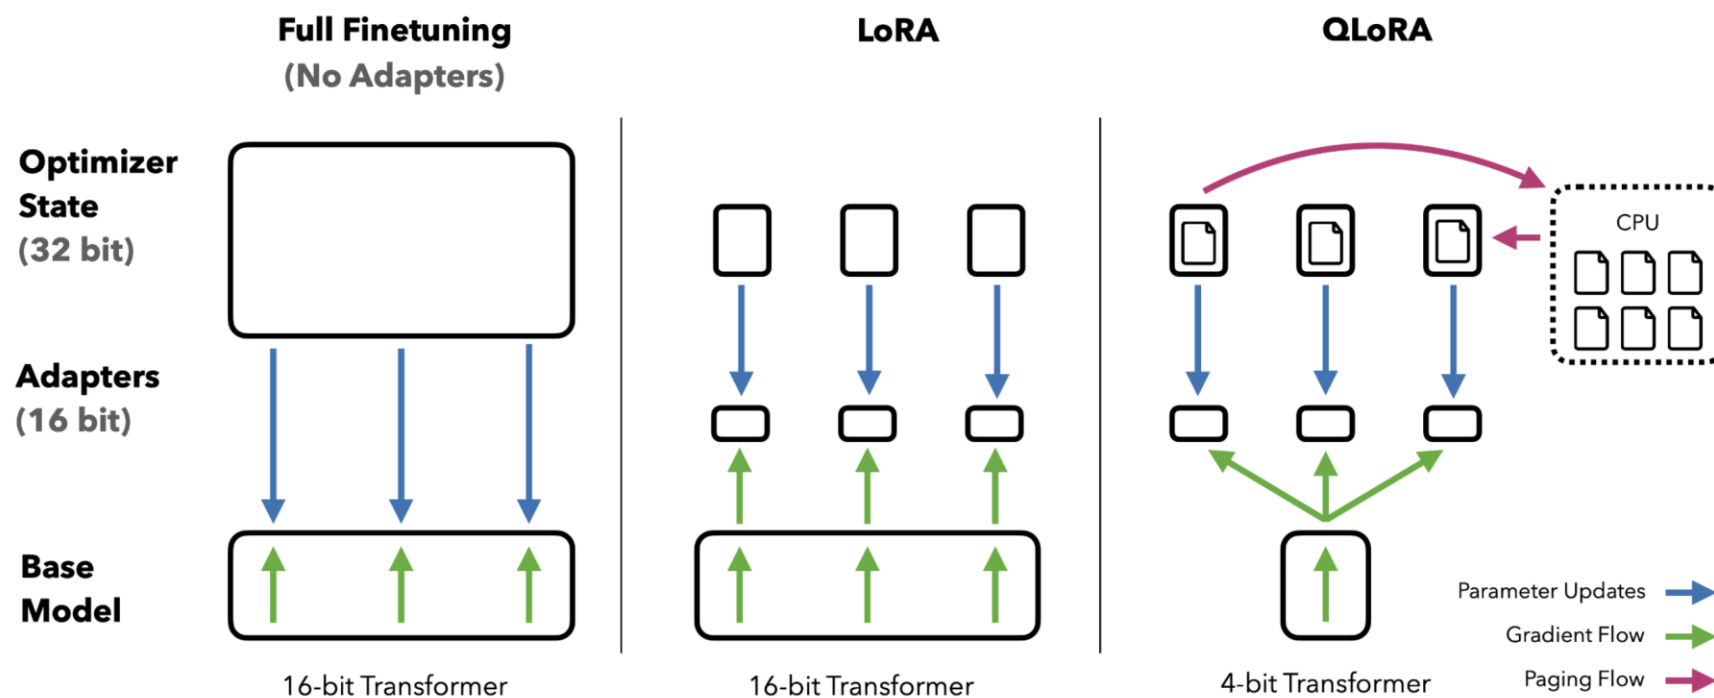 Full Finetuning
(No Adapters)
LoRA
QLoRA
Optimizer
State
(32 bit)
CPU
Adapters
(16 bit)
Base
Model
Parameter Updates
Gradient Flow
Paging Flow
16-bit Transformer
16-bit Transformer
4-bit Transformer